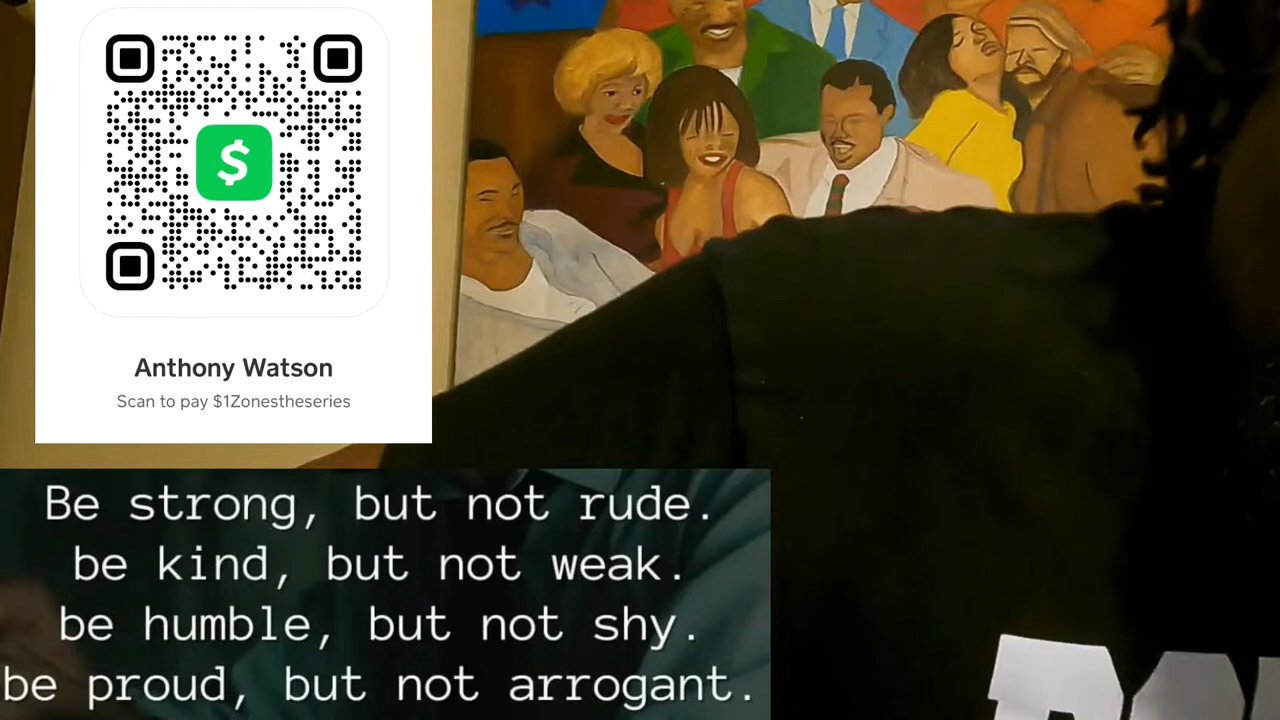 $
Anthony Watson
Scan to pay $1Zonestheseries
Be strong, but not rude.
be kind, but not weak.
be humble, but not shy.
be proud, but not arrogant.